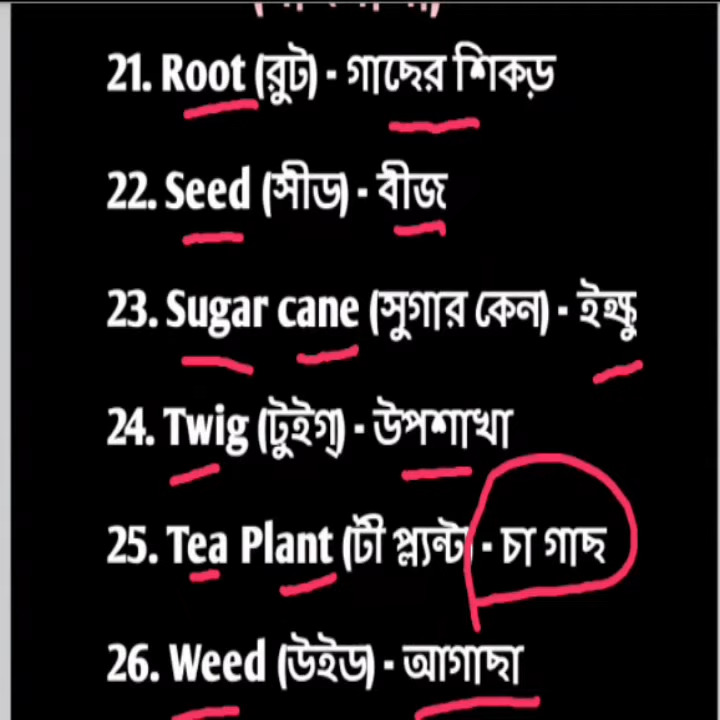 21. Root (রুট) - গাছের শিকড়
22. Seed (সীড) - বীজ
23. Sugar cane (সুগার কেন) - ইক্ষু
24. Twig (টুইগ্) - উপশাখা
25. Tea Plant (টী প্ল্যন্ট) - চা গাছ
26. Weed (উইড) - আগাছা